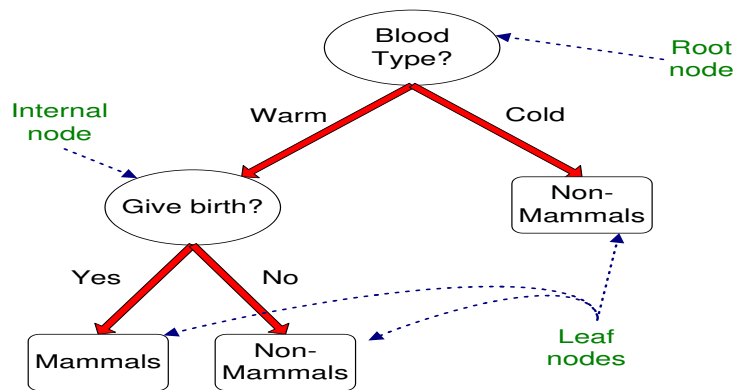 Blood
Type?
Root
node
Internal
node
Warm
Cold
Give birth?
Non-
Mammals
Yes
No
Mammals
Non-
Mammals
Leaf
nodes